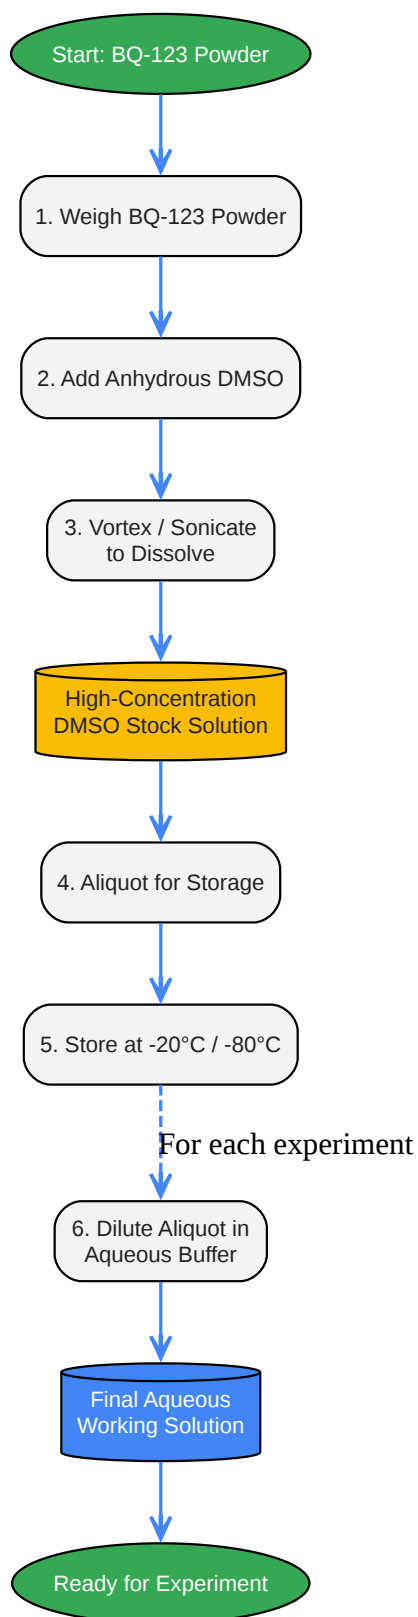 Start: BQ-123 Powder
1. Weigh BQ-123 Powder
2. Add Anhydrous DMSO
3. Vortex / Sonicate
to Dissolve
High-Concentration
DMSO Stock Solution
4. Aliquot for Storage
5. Store at -20°C / -80°C
For each experiment
6. Dilute Aliquot in
Aqueous Buffer
Final Aqueous
Working Solution
Ready for Experiment